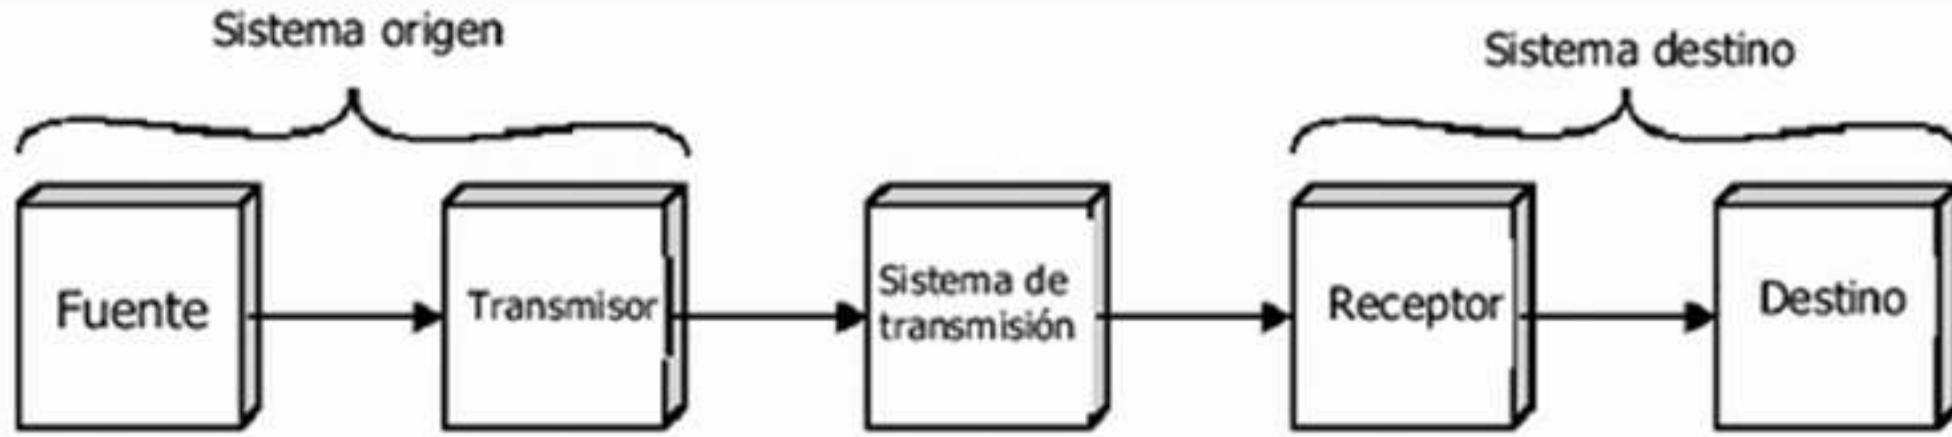 Sistema origen
Sistema destino
Fuente
Transmisor
Sistema de
transmisión
Receptor
Destino